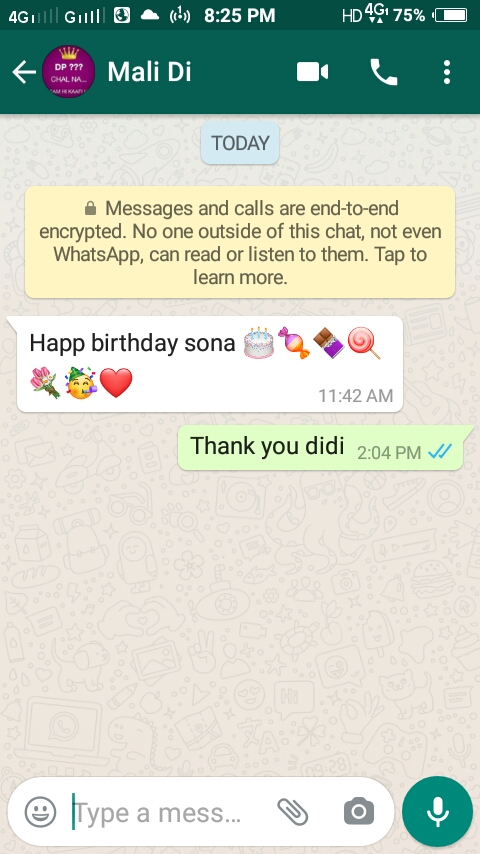 4G G 8:25 PM HD 4G 75%
DP ???
CHAL NA...
Mali Di
TODAY
Messages and calls are end-to-end
encrypted. No one outside of this chat, not even
WhatsApp, can read or listen to them. Tap to
learn more.
Happ birthday sona 🎂🍬🍫🍭
💐🥳❤️
11:42 AM
Thank you didi 2:04 PM
Type a mess...